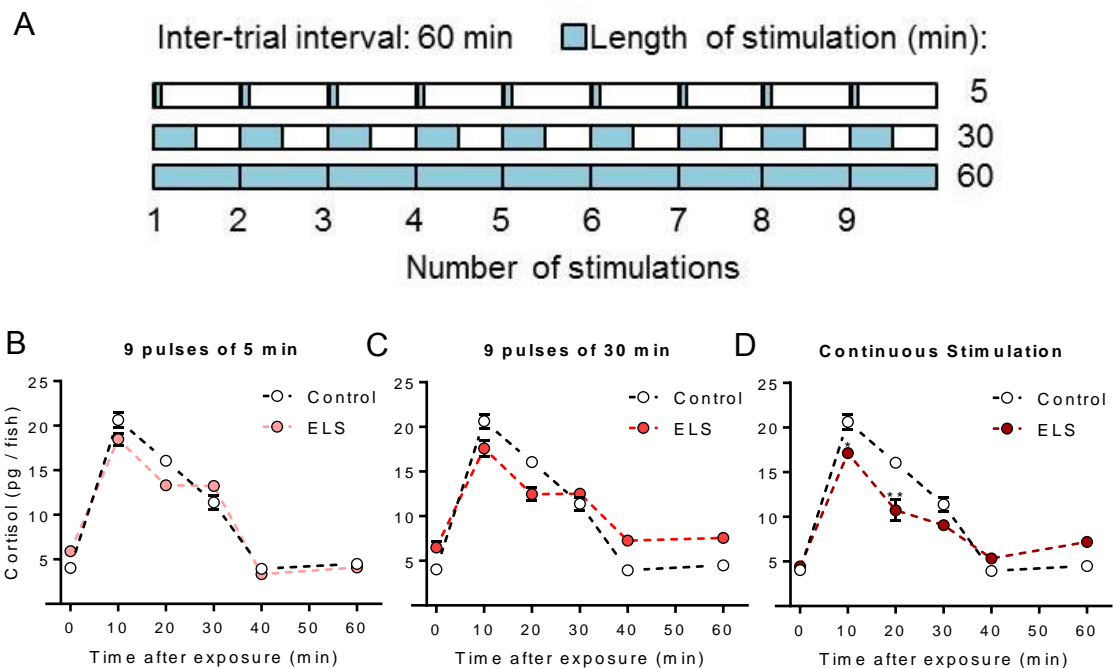 A
Inter-trial interval: 60 min Length of stimulation (min):
5
30
60
1 2 3 4 5 6 7 8 9
Number of stimulations
B
9 pulses of 5 min
Cortisol (pg / fish)
25
20
15
10
5
Control
ELS
0 10 20 30 40 50 60
Time after exposure (min)
C
9 pulses of 30 min
25
20
15
10
5
Control
ELS
0 10 20 30 40 50 60
Time after exposure (min)
D
Continuous Stimulation
25
20
15
10
5
Control
ELS
*
**
0 10 20 30 40 50 60
Time after exposure (min)